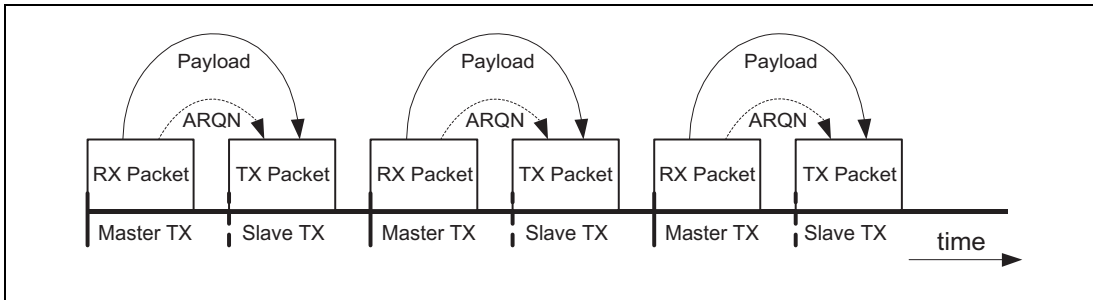 Payload Payload Payload
ARQN ARQN ARQN
RX Packet TX Packet RX Packet TX Packet RX Packet TX Packet
Master TX Slave TX Master TX Slave TX Master TX Slave TX
time